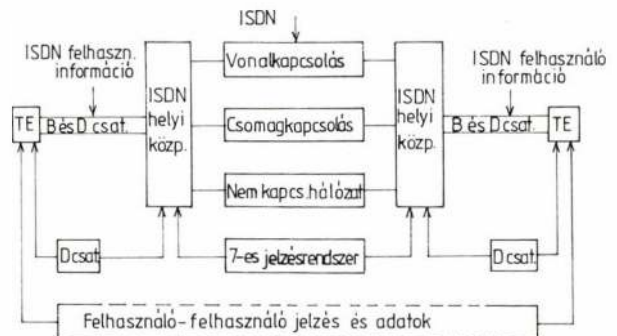 ISDN
ISDN felhaszn.
információ
ISDN
helyi
közp.
Vonalkapcsolás
Csomagkapcsolás
Nem kapcs. hálózat
7-es jelzésrendszer
ISDN
helyi
közp.
ISDN felhasználó
információ
TE
B és D csat.
B és D csat.
TE
D csat.
D csat.
Felhasználó-felhasználó jelzés és adatok